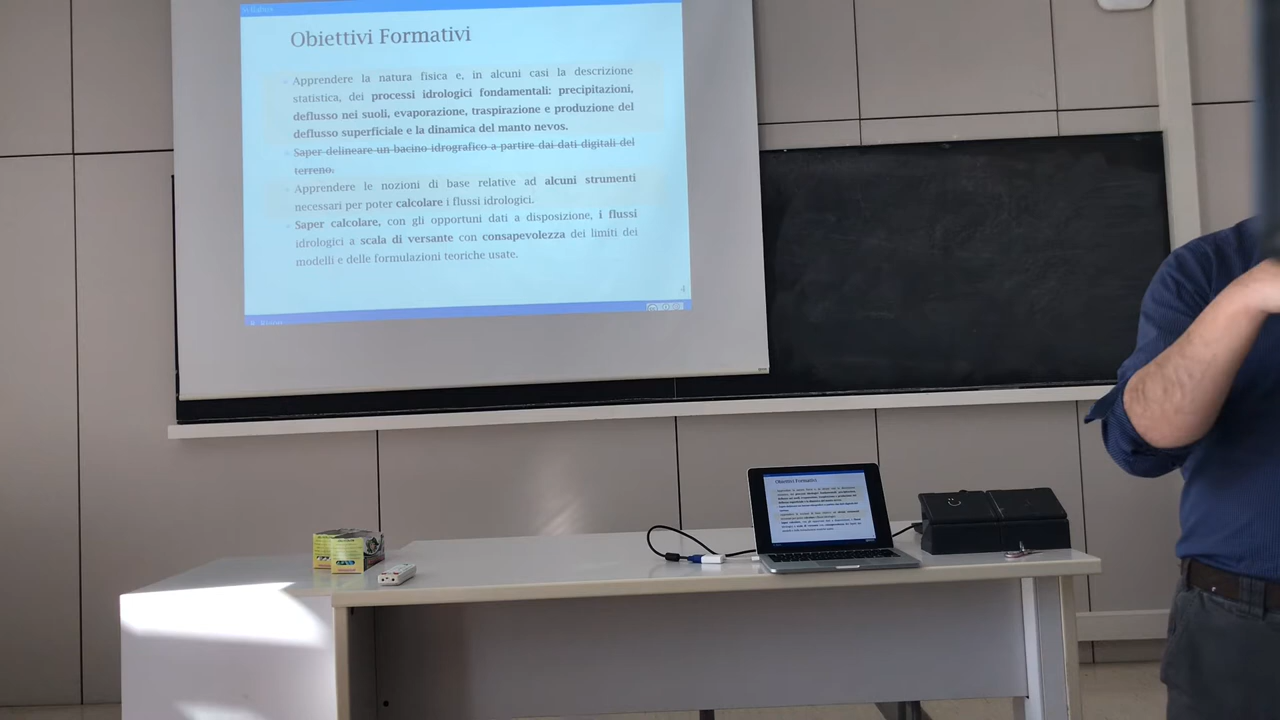 Syllabus
Obiettivi Formativi
Apprendere la natura fisica e, in alcuni casi la descrizione
statistica, dei processi idrologici fondamentali: precipitazioni,
deflusso nei suoli, evaporazione, traspirazione e produzione del
deflusso superficiale e la dinamica del manto nevos.
Saper delineare un bacino idrografico a partire dai dati digitali del
terreno.
Apprendere le nozioni di base relative ad alcuni strumenti
necessari per poter calcolare i flussi idrologici.
Saper calcolare, con gli opportuni dati a disposizione, i flussi
idrologici a scala di versante con consapevolezza dei limiti dei
modelli e delle formulazioni teoriche usate.
4
Obiettivi Formativi